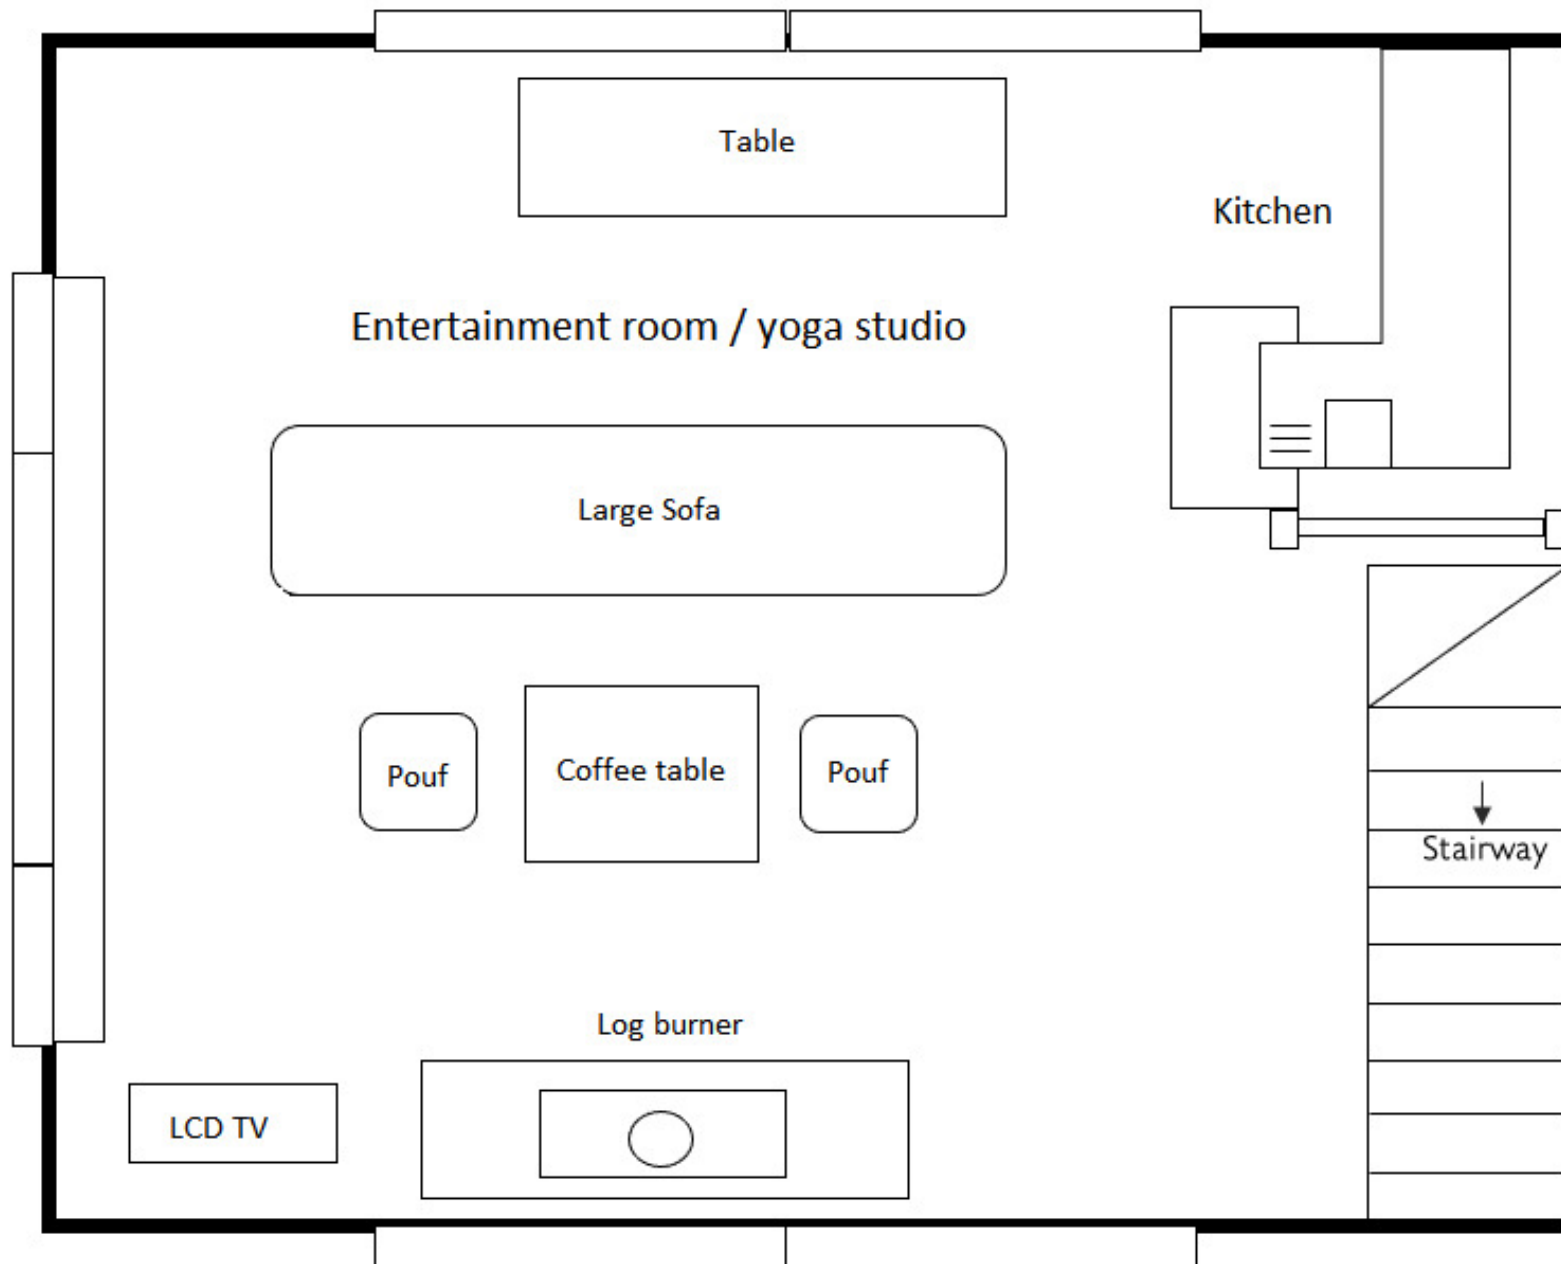 Table
Kitchen
Entertainment room / yoga studio
Large Sofa
Pouf
Coffee table
Pouf
Stairway
Log burner
LCD TV